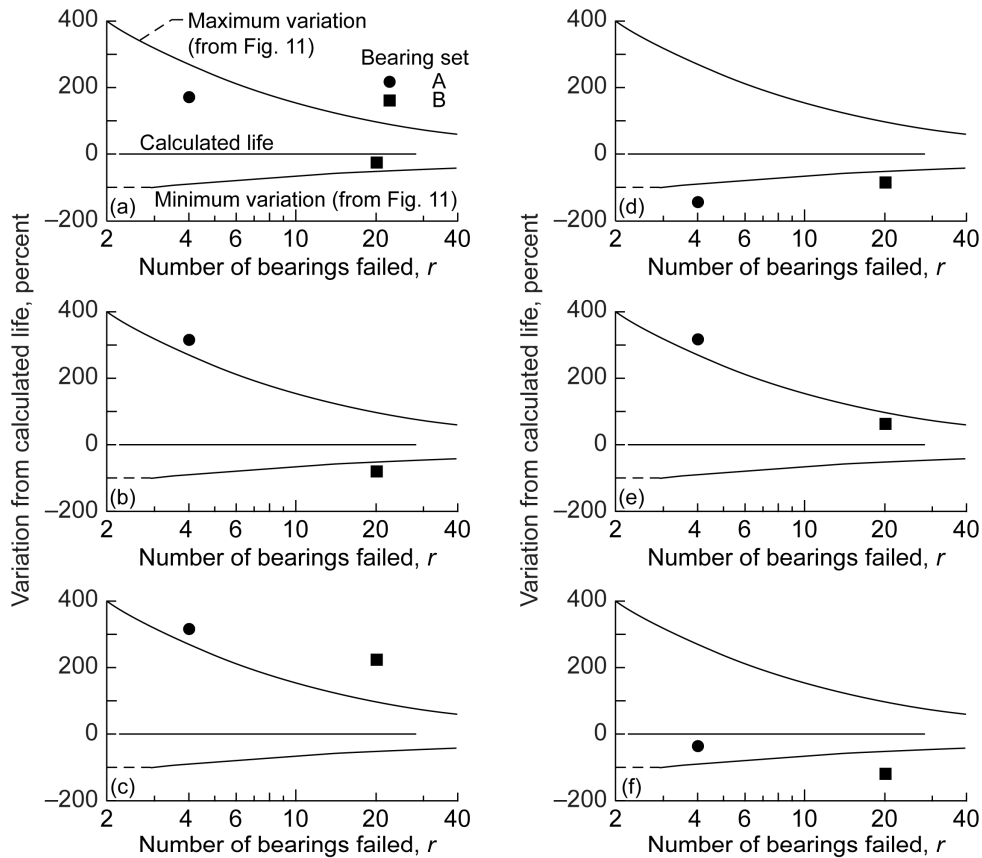 Variation from calculated life, percent
400
200
0
–200
Maximum variation
(from Fig. 11)
Bearing set
A
B
Calculated life
Minimum variation (from Fig. 11)
(a)
2 4 6 10 20 40
Number of bearings failed, r
400
200
0
–200
(b)
2 4 6 10 20 40
Number of bearings failed, r
400
200
0
–200
(c)
2 4 6 10 20 40
Number of bearings failed, r
Variation from calculated life, percent
400
200
0
–200
(d)
2 4 6 10 20 40
Number of bearings failed, r
400
200
0
–200
(e)
2 4 6 10 20 40
Number of bearings failed, r
400
200
0
–200
(f)
2 4 6 10 20 40
Number of bearings failed, r